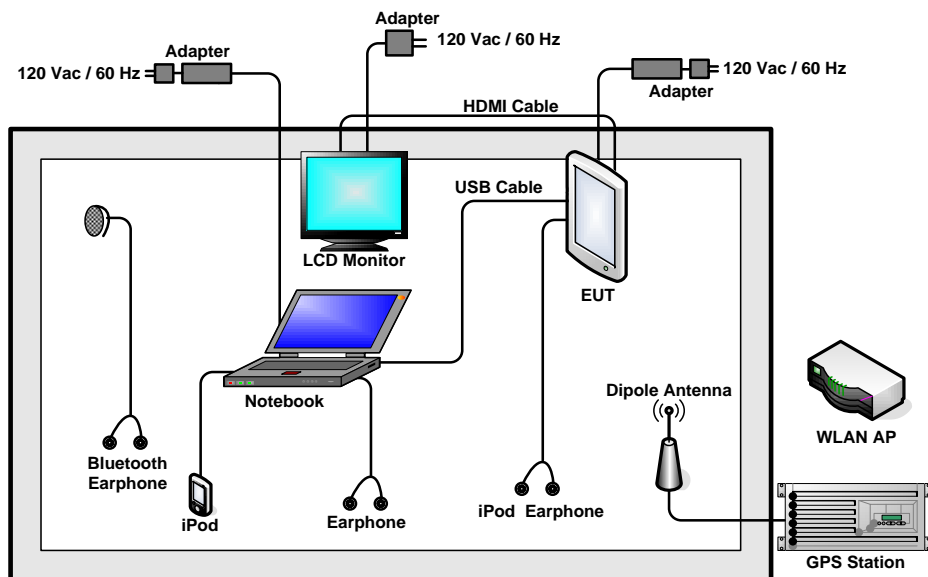 Adapter
120 Vac / 60 Hz
Adapter
120 Vac / 60 Hz
120 Vac / 60 Hz
Adapter
HDMI Cable
USB Cable
LCD Monitor
EUT
Notebook
Dipole Antenna
WLAN AP
Bluetooth
Earphone
iPod
Earphone
iPod Earphone
GPS Station